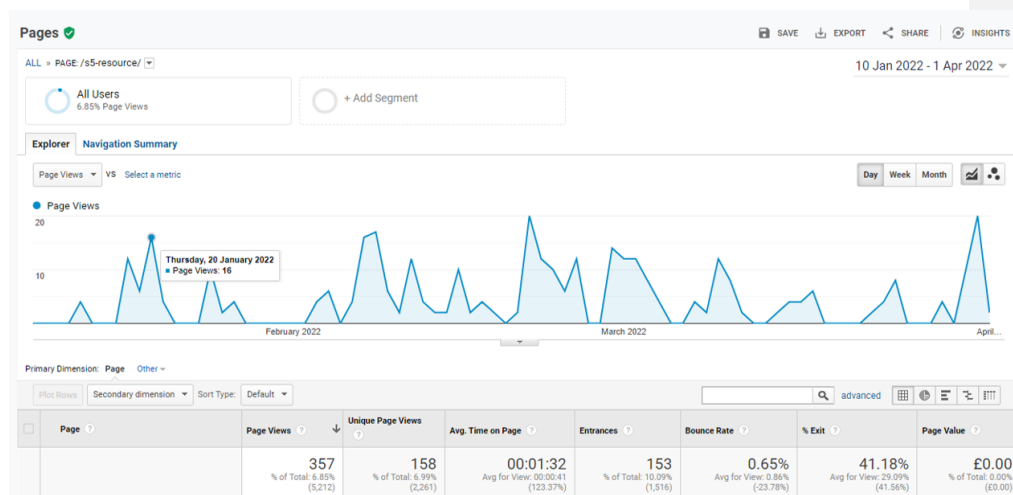 Pages
SAVE EXPORT SHARE INSIGHTS
ALL » PAGE: /s5-resource/
10 Jan 2022 - 1 Apr 2022
All Users
6.85% Page Views
+ Add Segment
Explorer Navigation Summary
Page Views VS Select a metric
Day Week Month
Page Views
20
10
Thursday, 20 January 2022
Page Views: 16
February 2022 March 2022 April...
Primary Dimension: Page Other
Plot Rows Secondary dimension Sort Type: Default advanced
Page ? Page Views ? Unique Page Views ? Avg. Time on Page ? Entrances ? Bounce Rate ? % Exit ? Page Value ?
357 158 00:01:32 153 0.65% 41.18% £0.00
% of Total: 6.85% % of Total: 6.99% Avg for View: 00:00:41 % of Total: 10.09% Avg for View: 0.86% Avg for View: 29.09% % of Total: 0.00%
(5,212) (2,261) (123.37%) (1,516) (-23.78%) (41.56%) (£0.00)